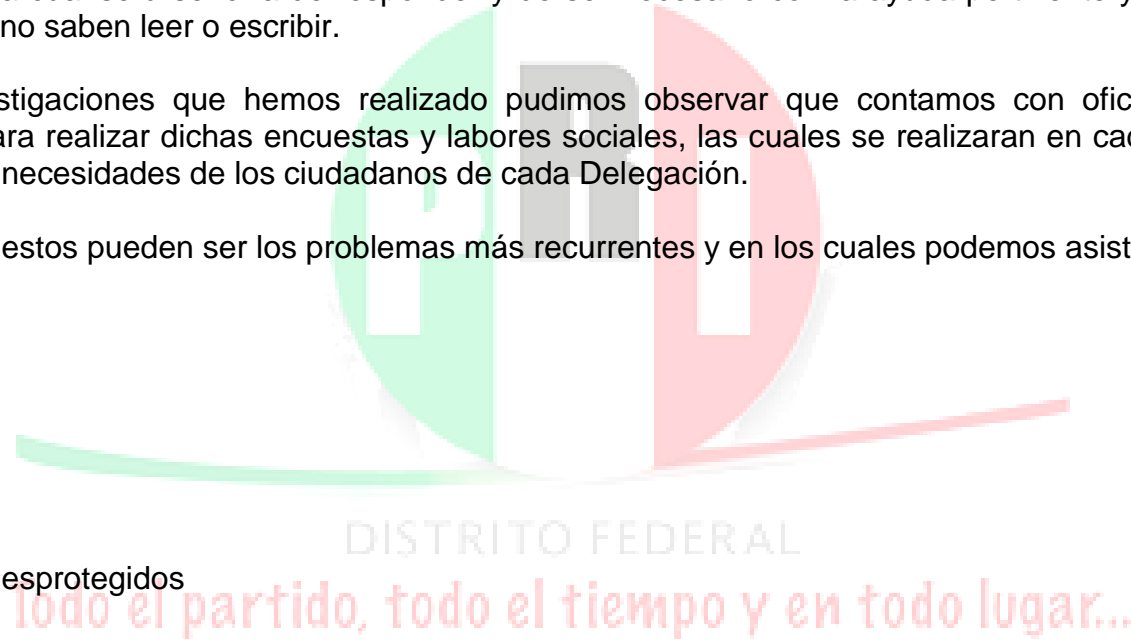 no saben leer o escribir.
stigaciones que hemos realizado pudimos observar que contamos con ofic
ara realizar dichas encuestas y labores sociales, las cuales se realizaran en cac
necesidades de los ciudadanos de cada Delegación.
estos pueden ser los problemas más recurrentes y en los cuales podemos asist
PRI
DISTRITO FEDERAL
esprotegidos
Todo el partido, todo el tiempo y en todo lugar...